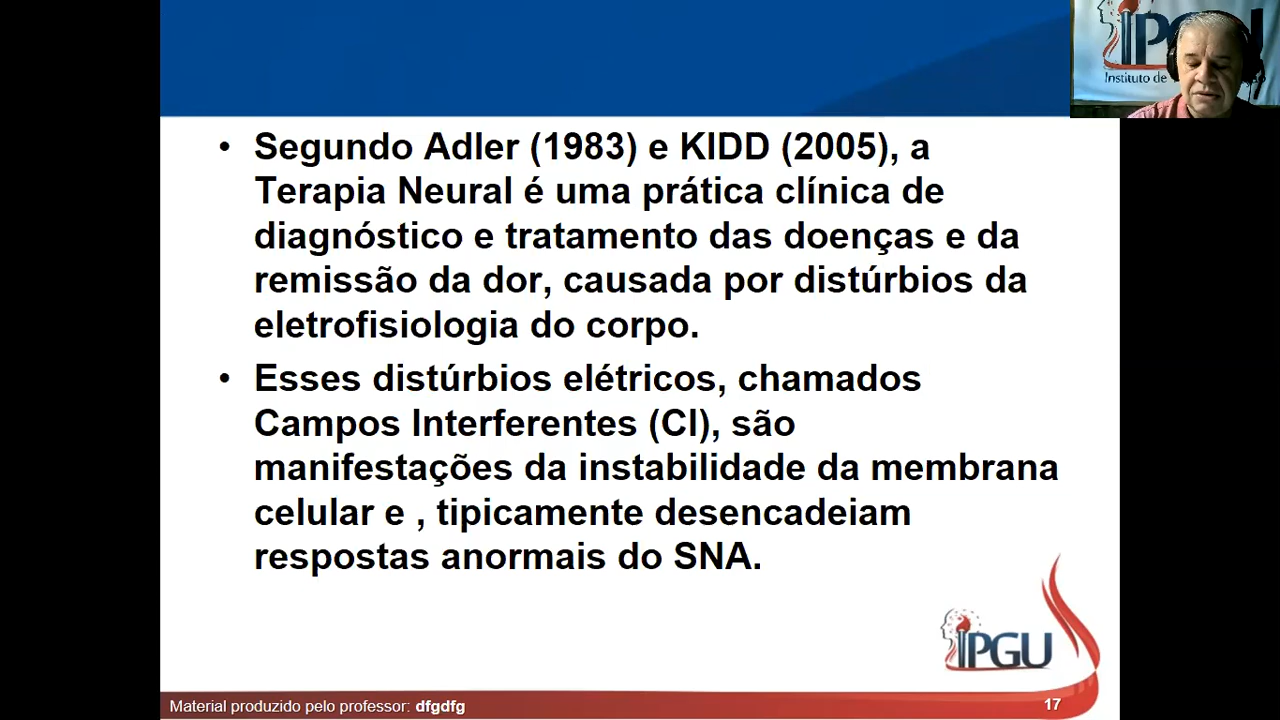 IPGU
Instituto de
• Segundo Adler (1983) e KIDD (2005), a
Terapia Neural é uma prática clínica de
diagnóstico e tratamento das doenças e da
remissão da dor, causada por distúrbios da
eletrofisiologia do corpo.
• Esses distúrbios elétricos, chamados
Campos Interferentes (CI), são
manifestações da instabilidade da membrana
celular e , tipicamente desencadeiam
respostas anormais do SNA.
IPGU
Material produzido pelo professor: dfgdfg
17